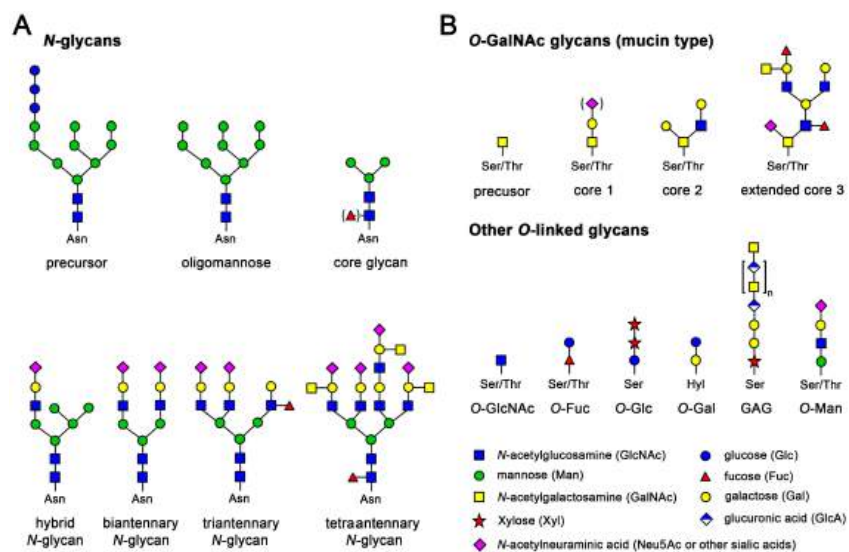 A
N-glycans
Asn
precursor
Asn
oligomannose
( )
Asn
core glycan
Asn
hybrid
N-glycan
Asn
biantennary
N-glycan
Asn
triantennary
N-glycan
Asn
tetraantennary
N-glycan
B
O-GalNAc glycans (mucin type)
Ser/Thr
precusor
( )
Ser/Thr
core 1
Ser/Thr
core 2
Ser/Thr
extended core 3
Other O-linked glycans
Ser/Thr
O-GlcNAc
Ser/Thr
O-Fuc
Ser
O-Glc
Hyl
O-Gal
n
Ser
GAG
Ser/Thr
O-Man
N-acetylglucosamine (GlcNAc)
mannose (Man)
N-acetylgalactosamine (GalNAc)
Xylose (Xyl)
N-acetylneuraminic acid (Neu5Ac or other sialic acids)
glucose (Glc)
fucose (Fuc)
galactose (Gal)
glucuronic acid (GlcA)